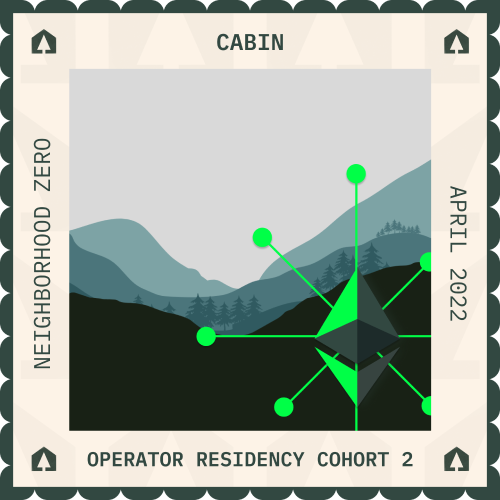 CABIN
NEIGHBORHOOD ZERO
APRIL 2022
OPERATOR RESIDENCY COHORT 2